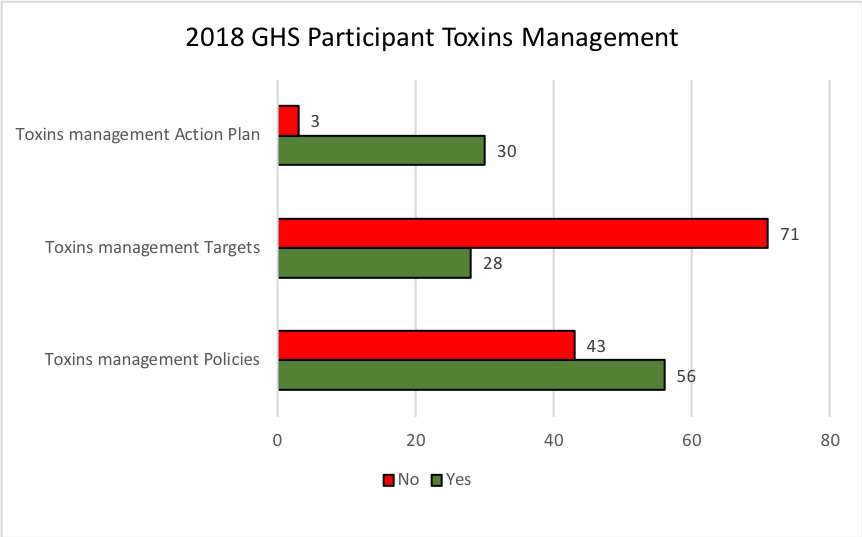 2018 GHS Participant Toxins Management
Toxins management Action Plan
3
30
Toxins management Targets
71
28
Toxins management Policies
43
56
0 20 40 60 80
No Yes